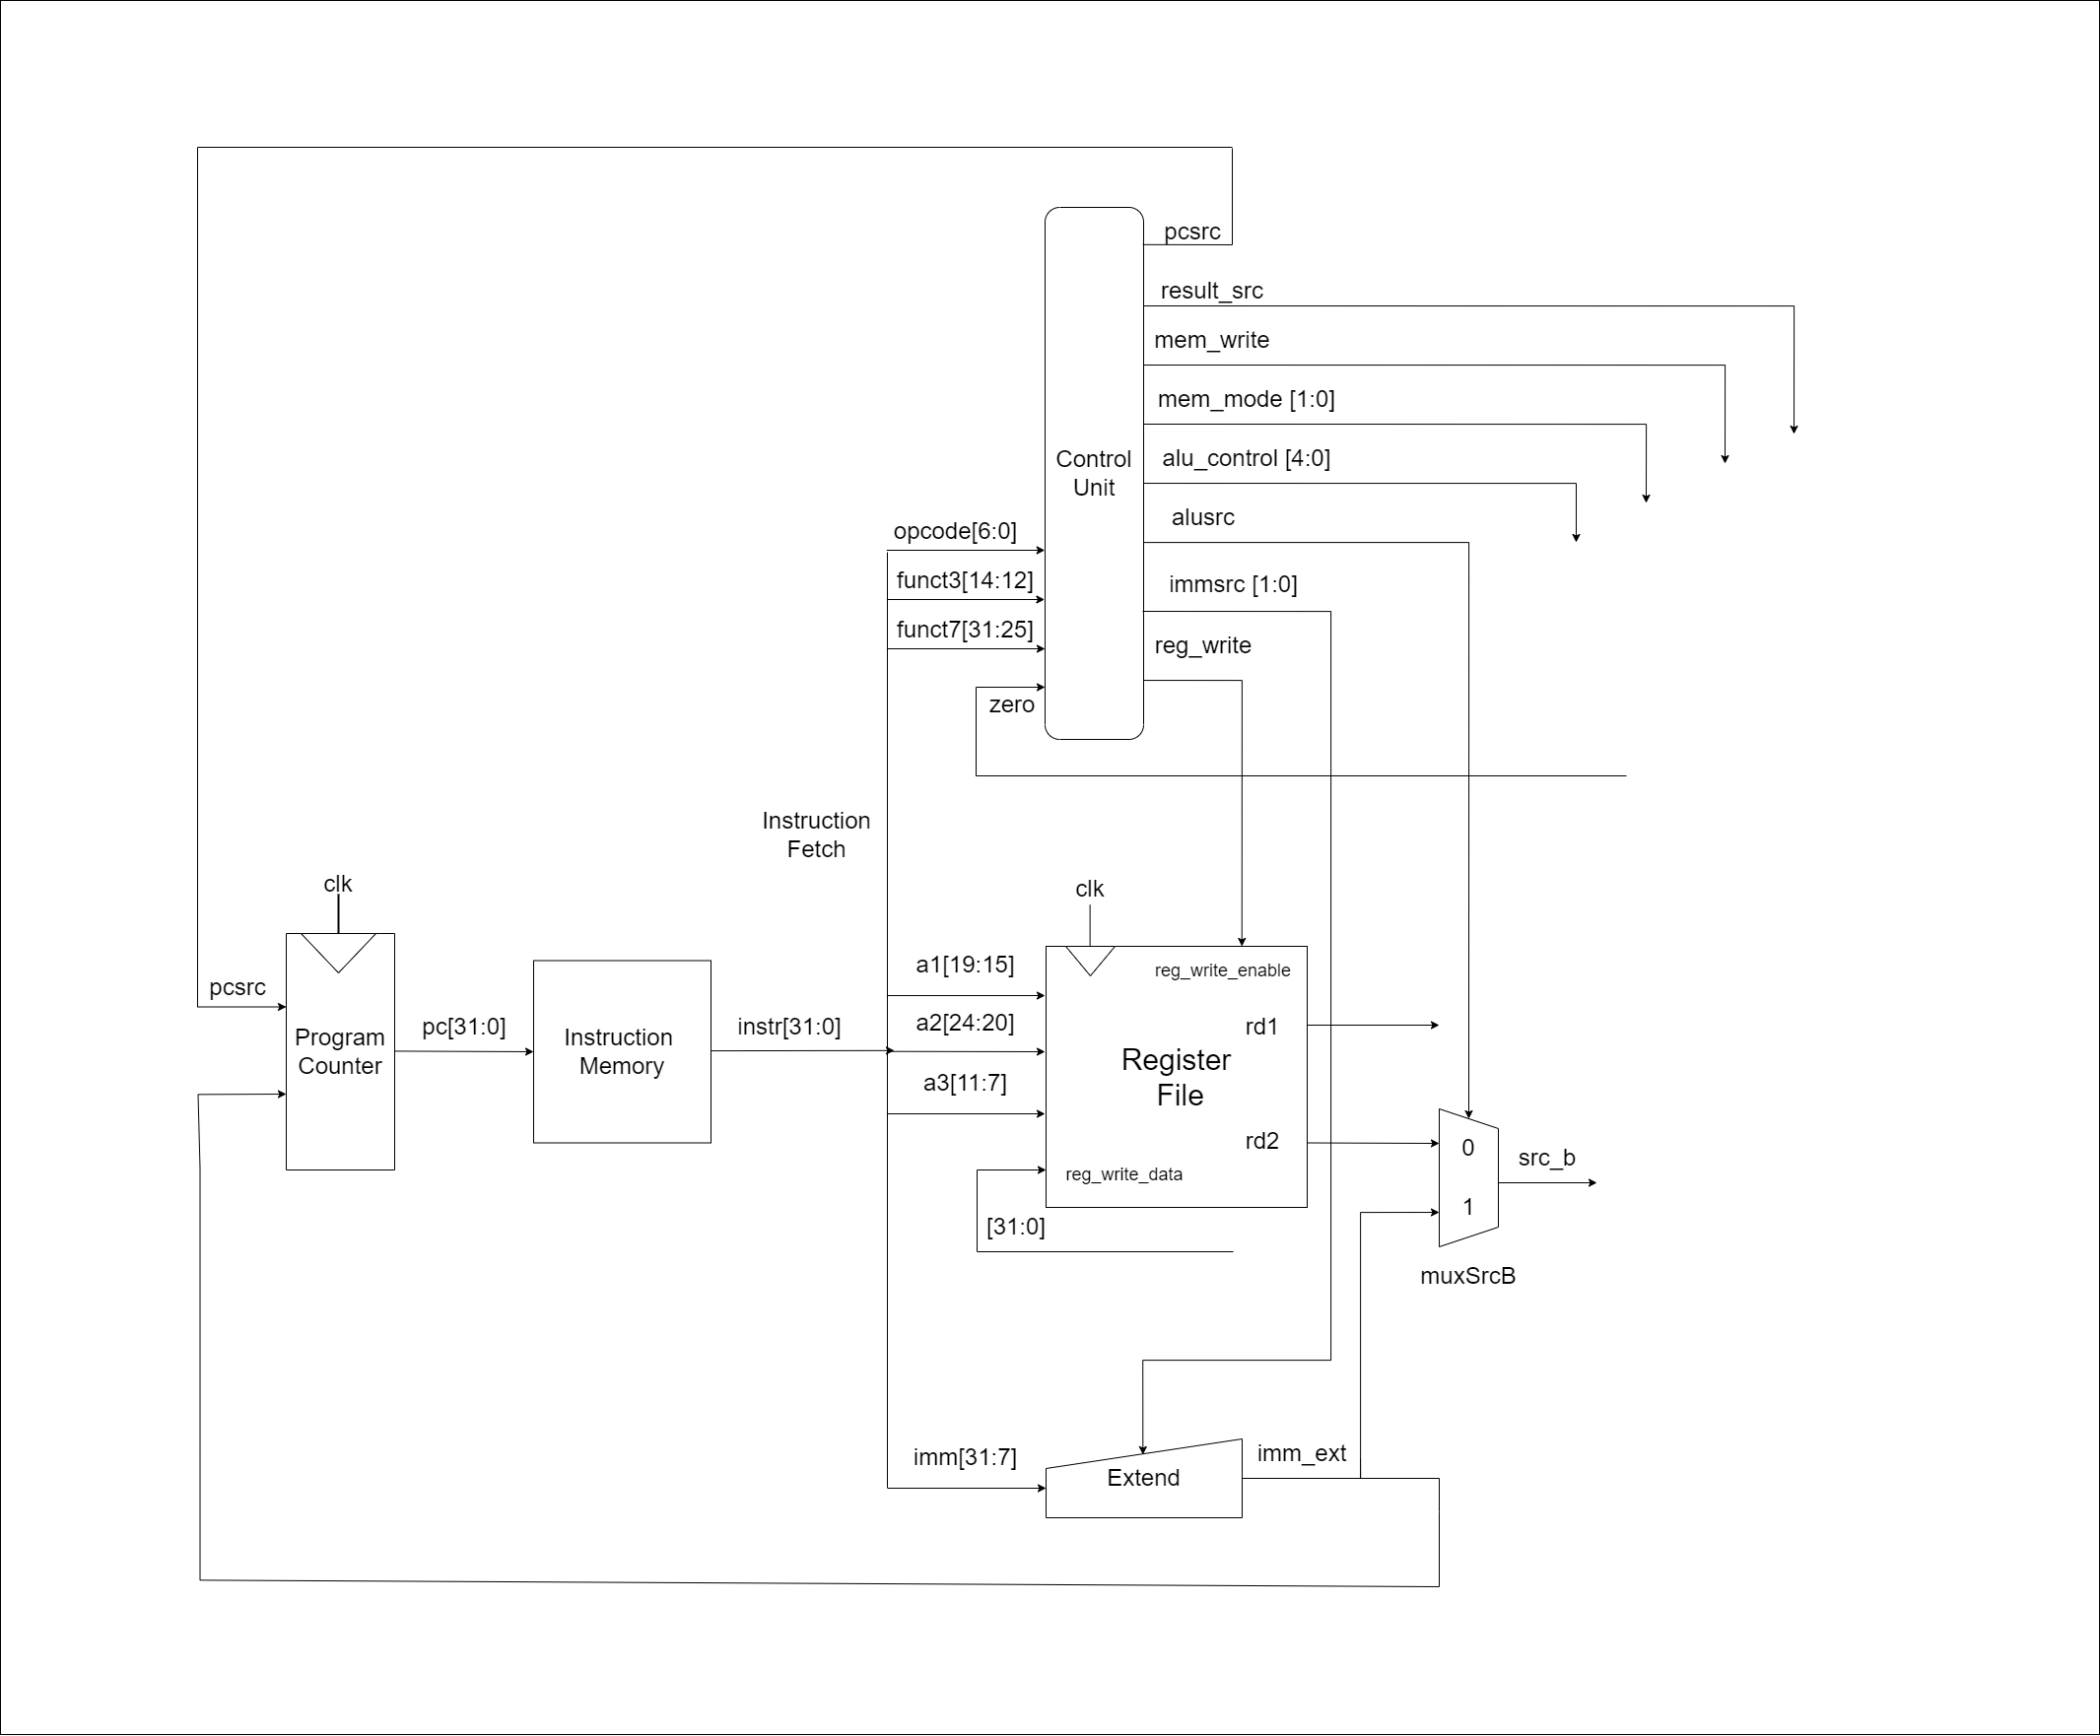 pcsrc
result_src
mem_write
mem_mode [1:0]
alu_control [4:0]
alusrc
immsrc [1:0]
reg_write
Control
Unit
opcode[6:0]
funct3[14:12]
funct7[31:25]
zero
Instruction
Fetch
clk
pcsrc
Program
Counter
pc[31:0]
Instruction
Memory
instr[31:0]
clk
a1[19:15]
a2[24:20]
a3[11:7]
reg_write_enable
rd1
Register
File
rd2
reg_write_data
[31:0]
0
1
src_b
muxSrcB
imm[31:7]
Extend
imm_ext